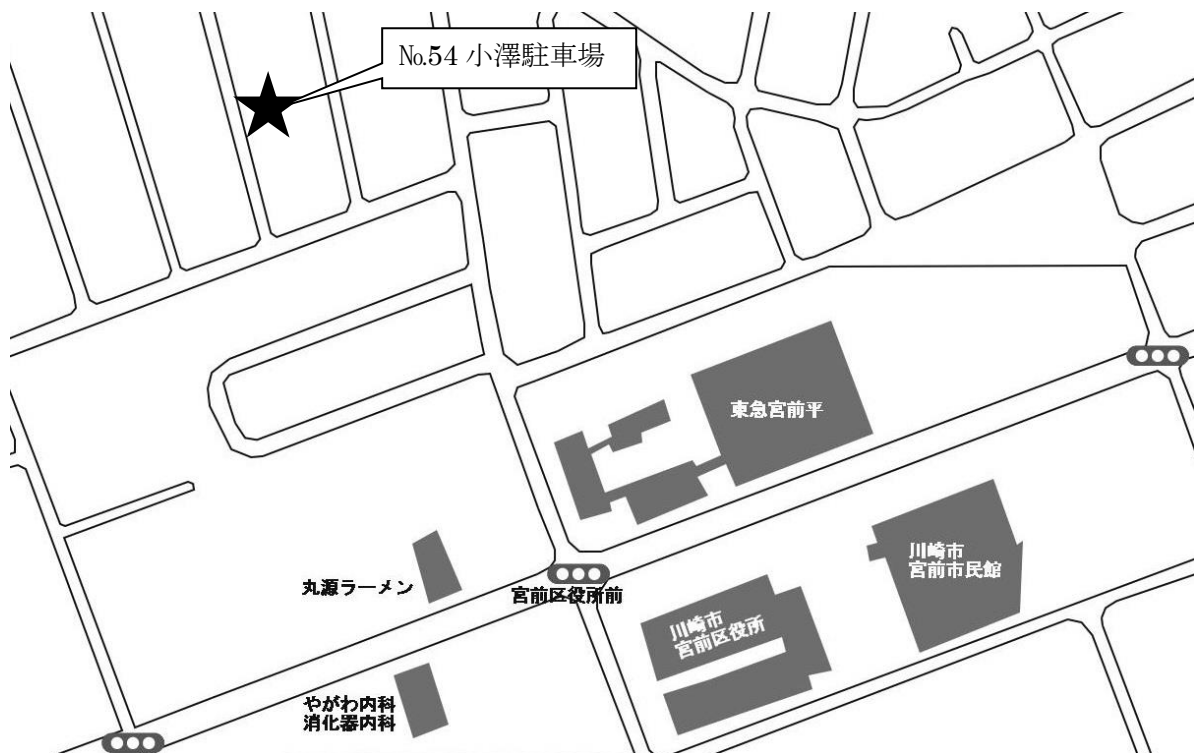 №54 小澤駐車場
東急宮前平
川崎市
宮前市民館
丸源ラーメン
宮前区役所前
川崎市
宮前区役所
やがわ内科
消化器内科